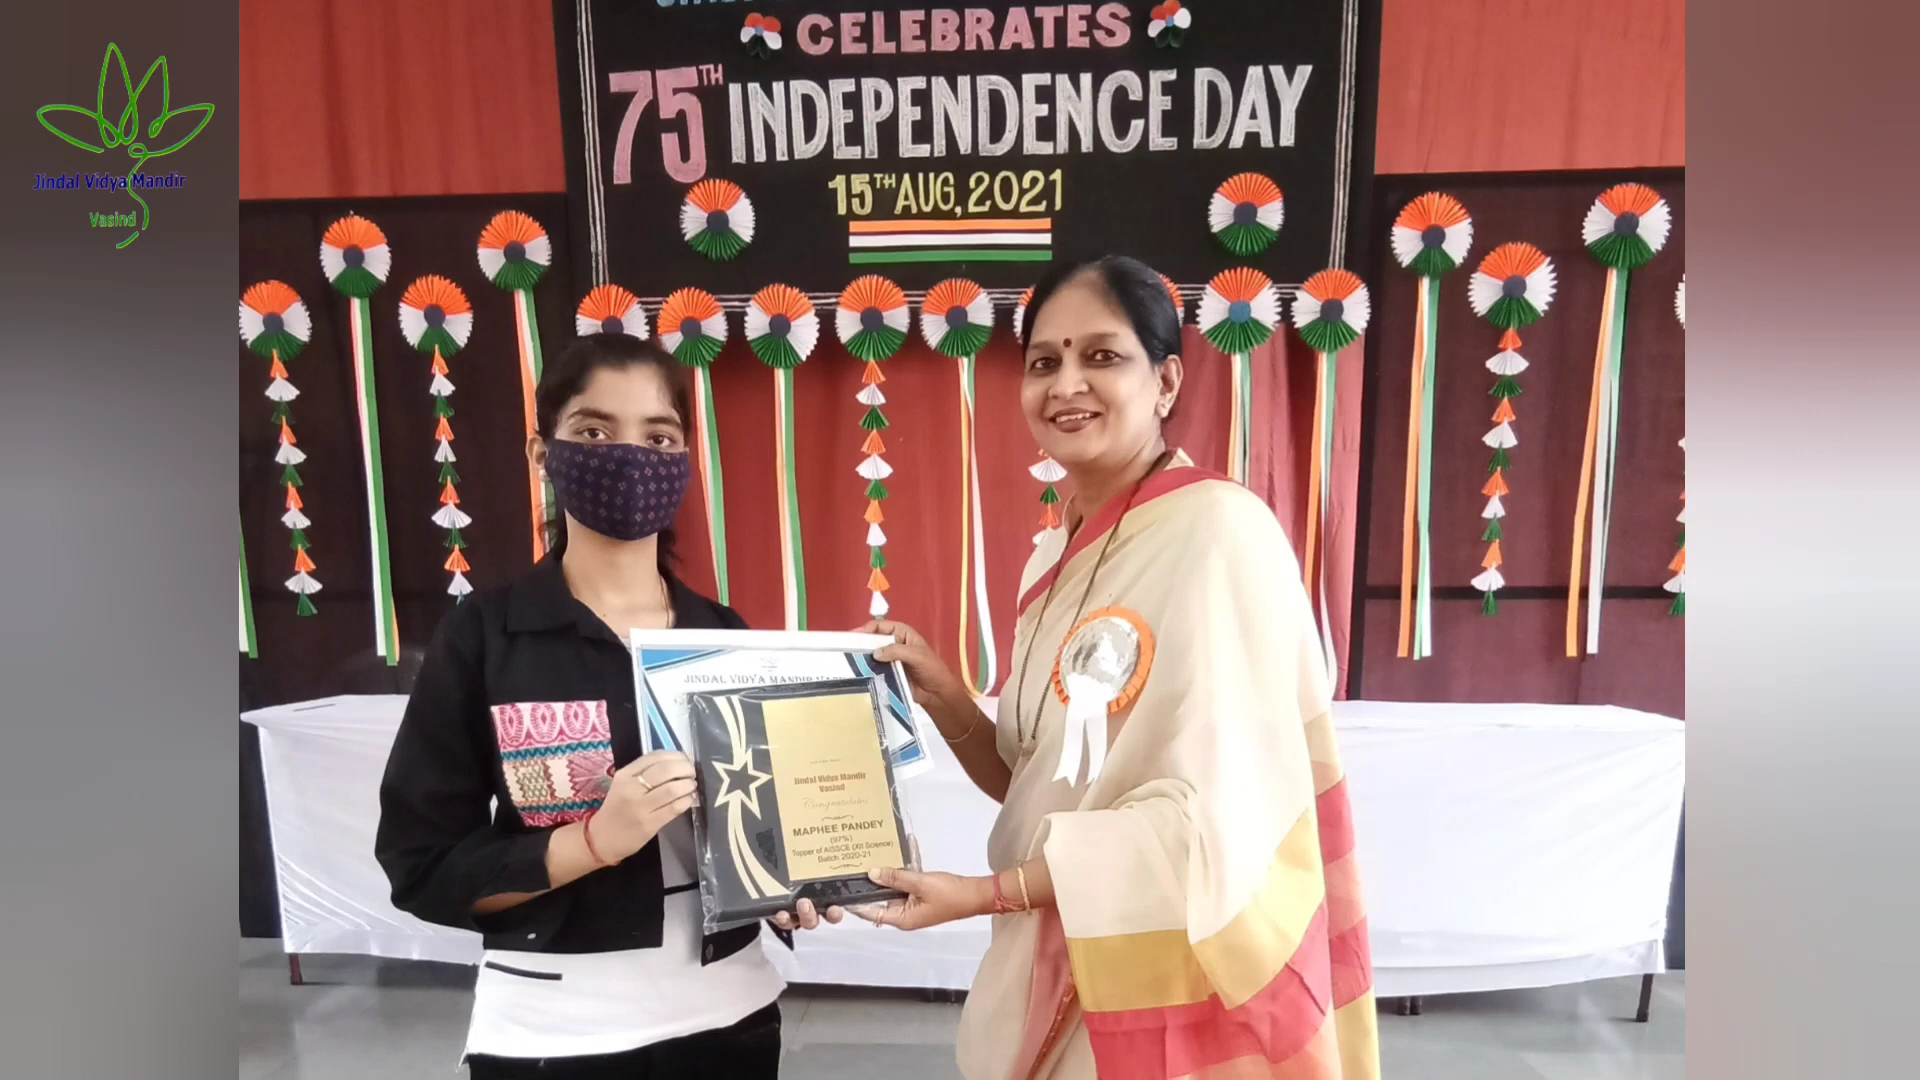 Jindal Vidya Mandir
Vasind
CELEBRATES
75TH INDEPENDENCE DAY
15TH AUG, 2021
JINDAL VIDYA MANDIR
Jindal Vidya Mandir
Vasind
Congratulates
MAPHEE PANDEY
(97%)
Topper of AISSCE (XII Science)
Batch 2020-21